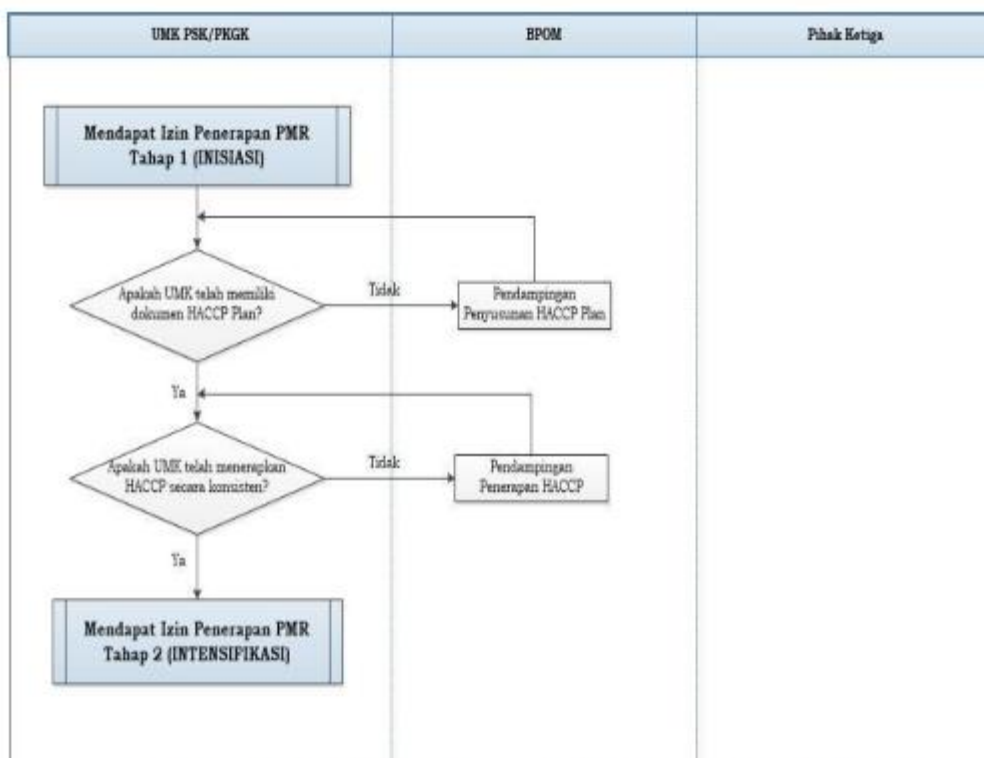 UMK PSK/PKGK
BPOM
Pihak Ketiga
Mendapat Izin Penerapan PMR
Tahap 1 (INISIASI)
Apakah UMK telah memiliki
dokumen HACCP Plan?
Tidak
Pendampingan
Penyusunan HACCP Plan
Ya
Apakah UMK telah menerapkan
HACCP secara konsisten?
Tidak
Pendampingan
Penerapan HACCP
Ya
Mendapat Izin Penerapan PMR
Tahap 2 (INTENSIFIKASI)